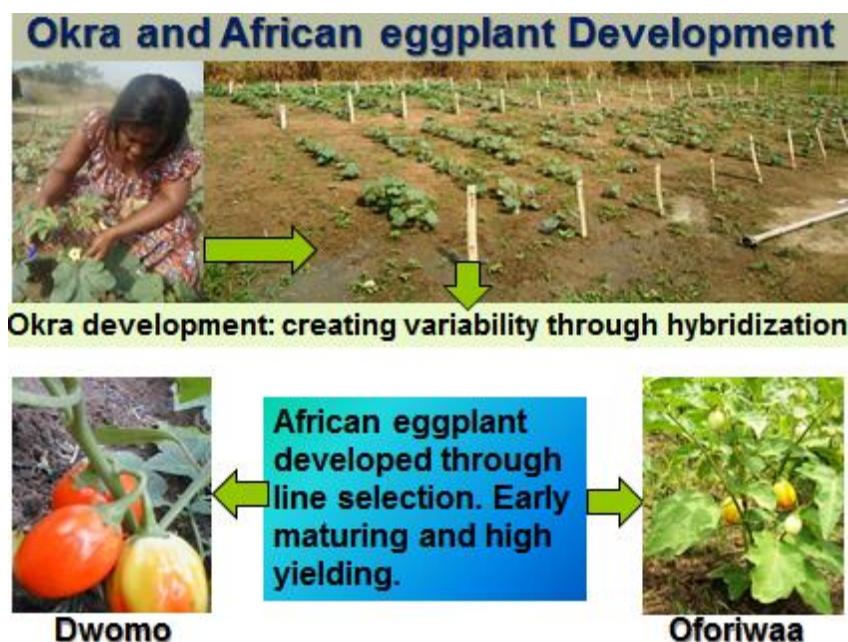 Okra and African eggplant Development
Okra development: creating variability through hybridization
African eggplant
developed through
line selection. Early
maturing and high
yielding.
Dwomo
Oforiwaa